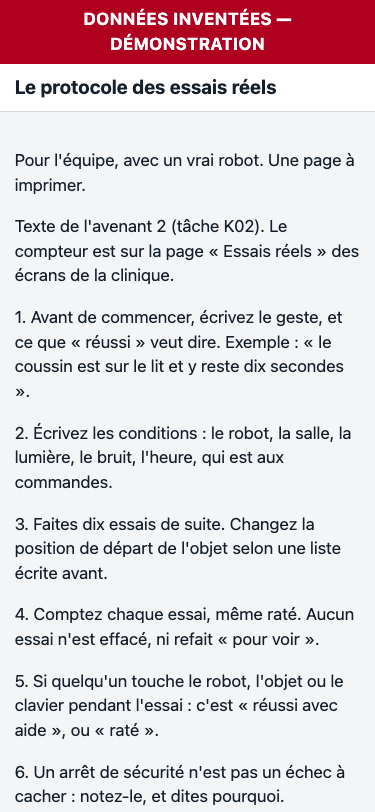 DONNÉES INVENTÉES —
DÉMONSTRATION
Le protocole des essais réels
Pour l'équipe, avec un vrai robot. Une page à
imprimer.
Texte de l'avenant 2 (tâche K02). Le
compteur est sur la page « Essais réels » des
écrans de la clinique.
1. Avant de commencer, écrivez le geste, et
ce que « réussi » veut dire. Exemple : « le
coussin est sur le lit et y reste dix secondes
».
2. Écrivez les conditions : le robot, la salle, la
lumière, le bruit, l'heure, qui est aux
commandes.
3. Faites dix essais de suite. Changez la
position de départ de l'objet selon une liste
écrite avant.
4. Comptez chaque essai, même raté. Aucun
essai n'est effacé, ni refait « pour voir ».
5. Si quelqu'un touche le robot, l'objet ou le
clavier pendant l'essai : c'est « réussi avec
aide », ou « raté ».
6. Un arrêt de sécurité n'est pas un échec à
cacher : notez-le, et dites pourquoi.